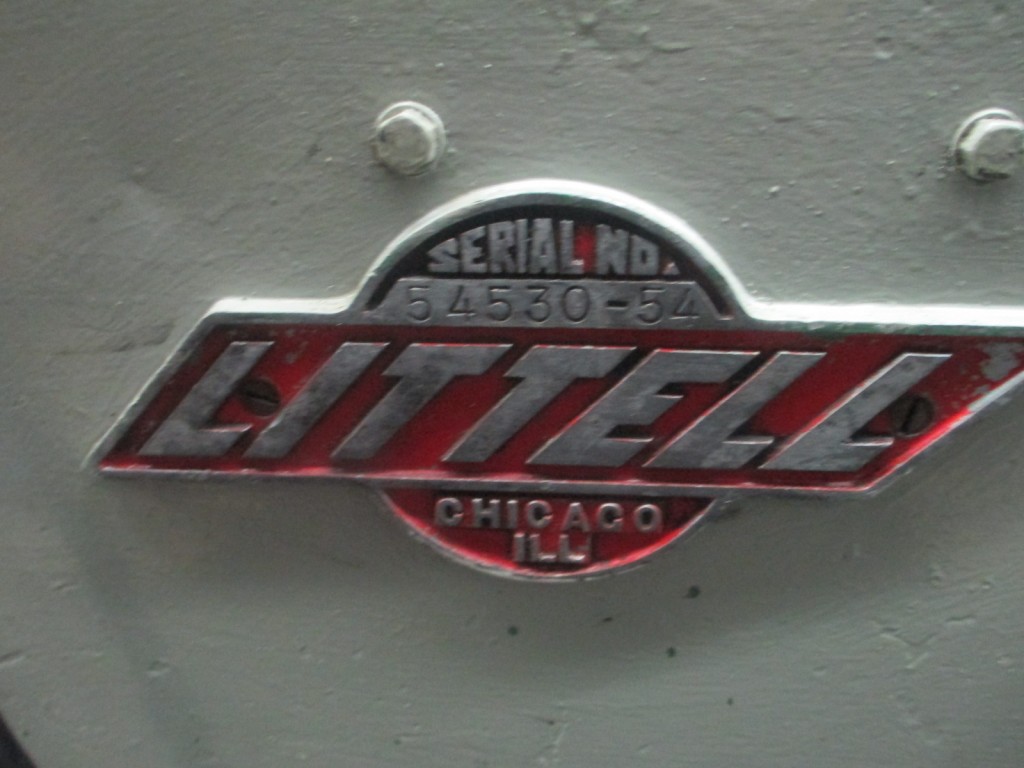 SERIAL NO.
54530-54
LITTELL
CHICAGO
ILL